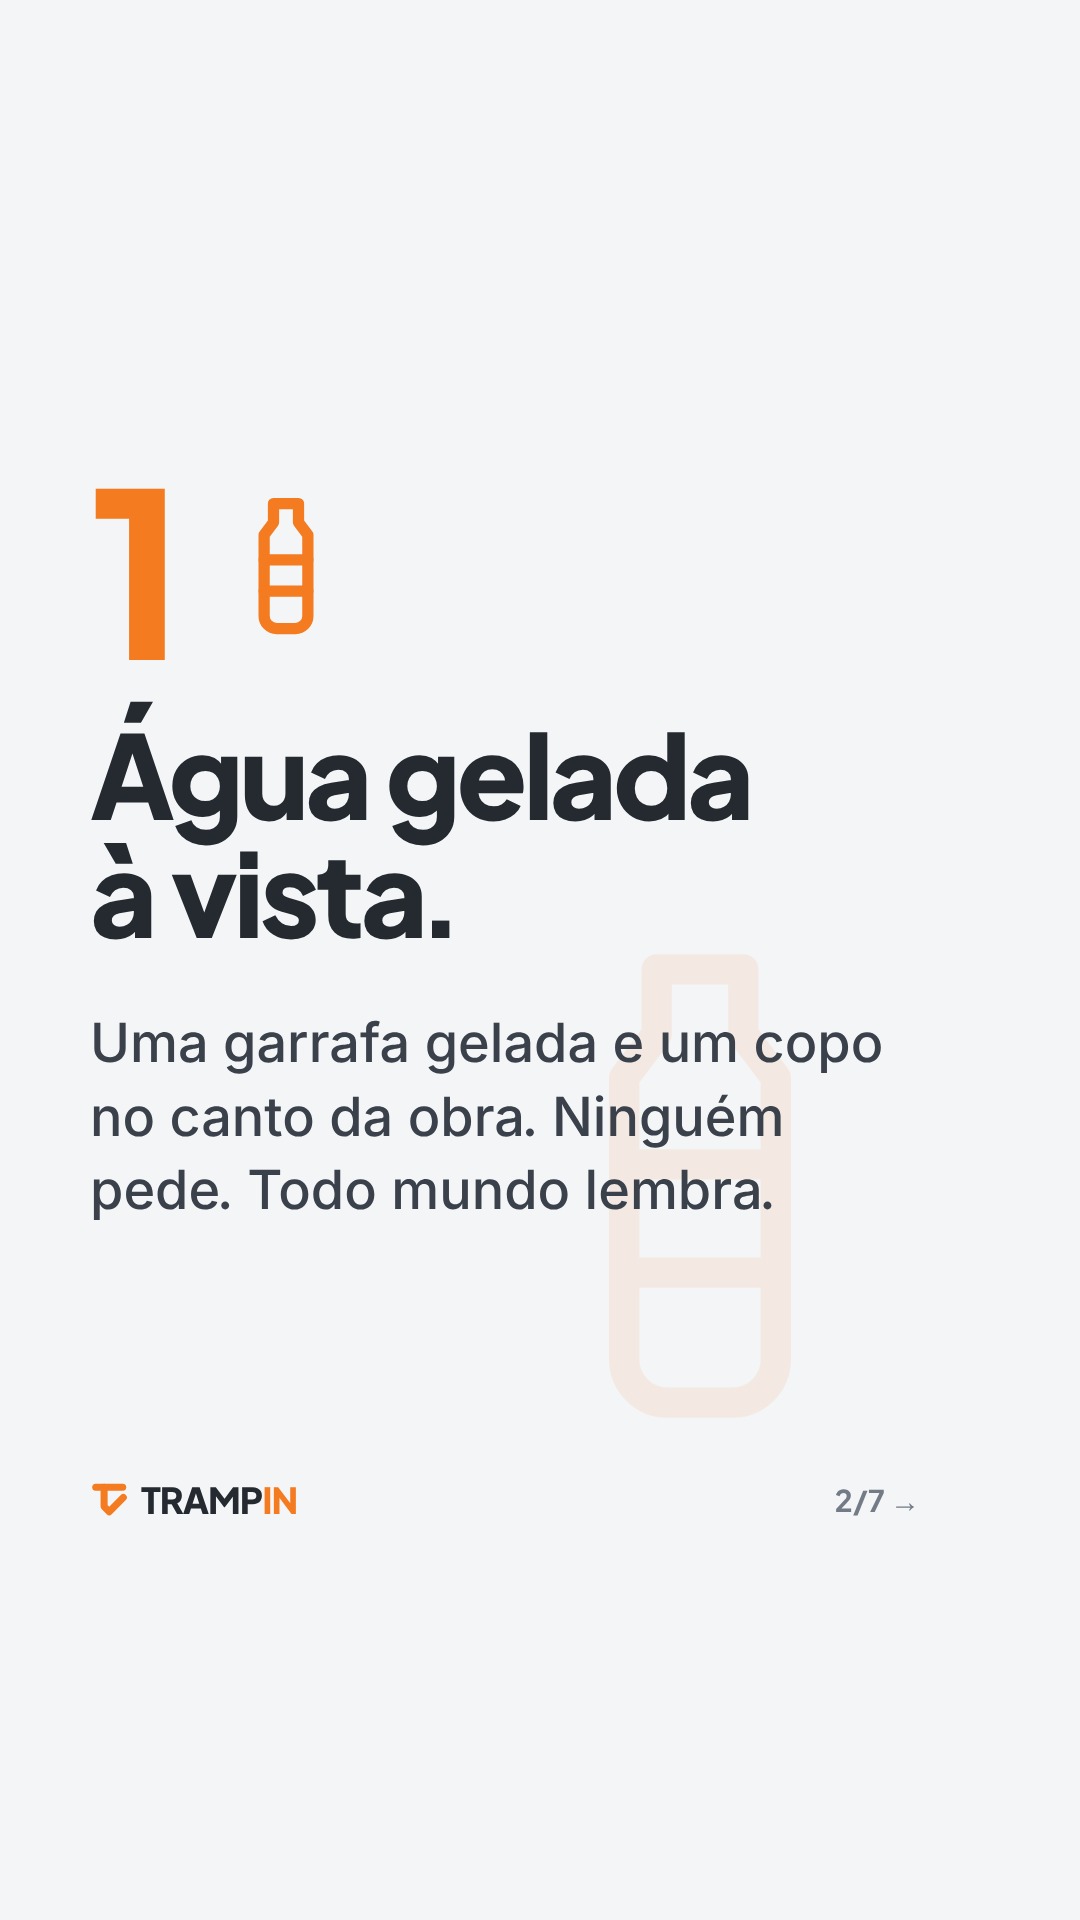 1
Água gelada
à vista.
Uma garrafa gelada e um copo
no canto da obra. Ninguém
pede. Todo mundo lembra.
TRAMPIN
2/7 →